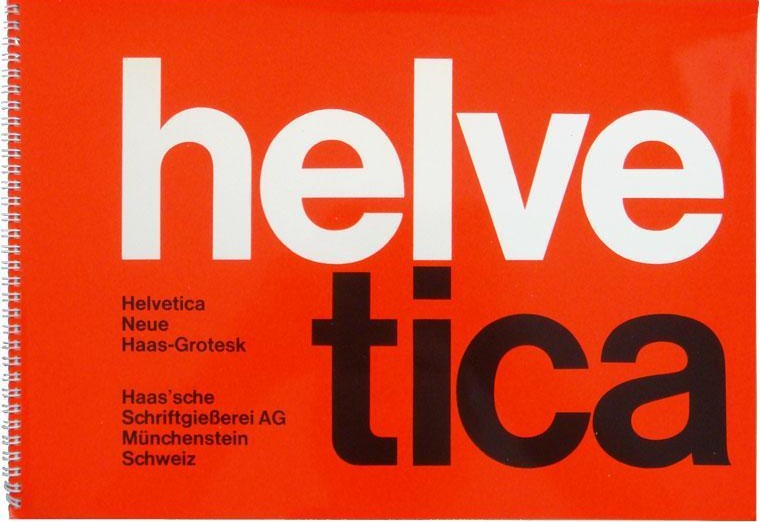 helve
tica
Helvetica
Neue
Haas-Grotesk
Haas'sche
Schriftgießerei AG
Münchenstein
Schweiz